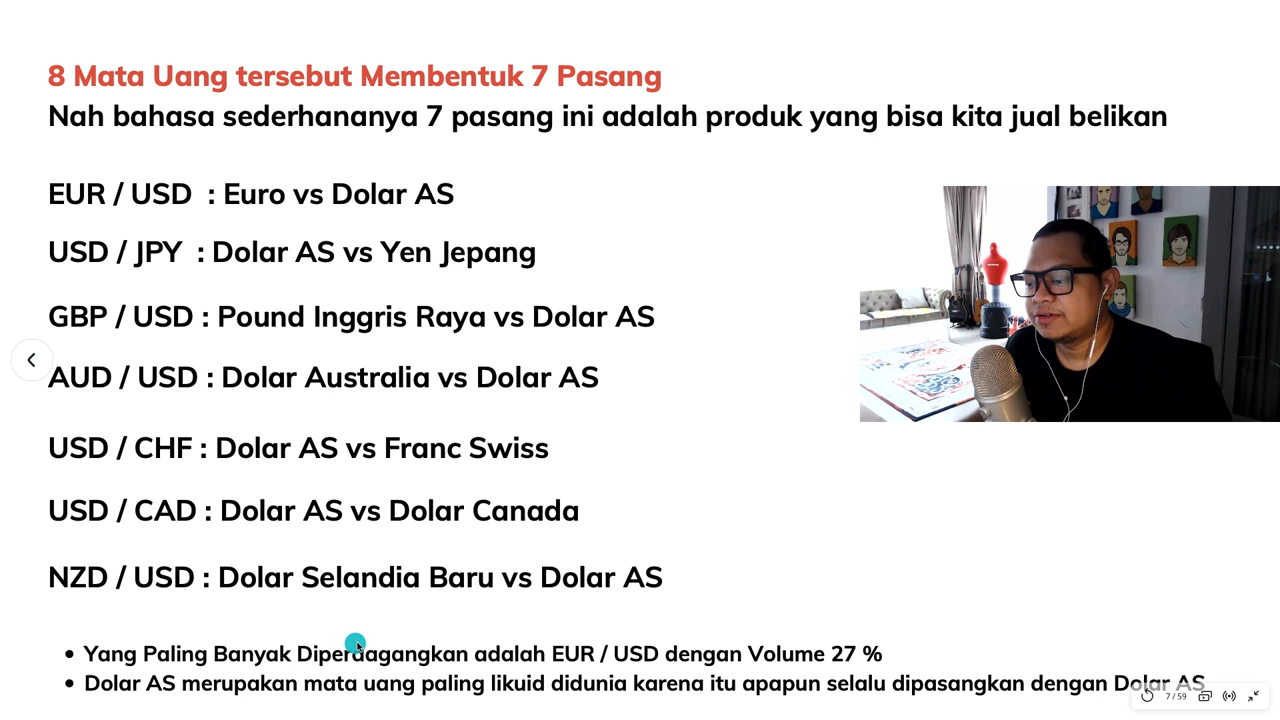 8 Mata Uang tersebut Membentuk 7 Pasang
Nah bahasa sederhananya 7 pasang ini adalah produk yang bisa kita jual belikan
EUR / USD : Euro vs Dolar AS
USD / JPY : Dolar AS vs Yen Jepang
GBP / USD : Pound Inggris Raya vs Dolar AS
AUD / USD : Dolar Australia vs Dolar AS
USD / CHF : Dolar AS vs Franc Swiss
USD / CAD : Dolar AS vs Dolar Canada
NZD / USD : Dolar Selandia Baru vs Dolar AS
• Yang Paling Banyak Diperdagangkan adalah EUR / USD dengan Volume 27 %
• Dolar AS merupakan mata uang paling likuid didunia karena itu apapun selalu dipasangkan dengan Dolar AS
7 / 59